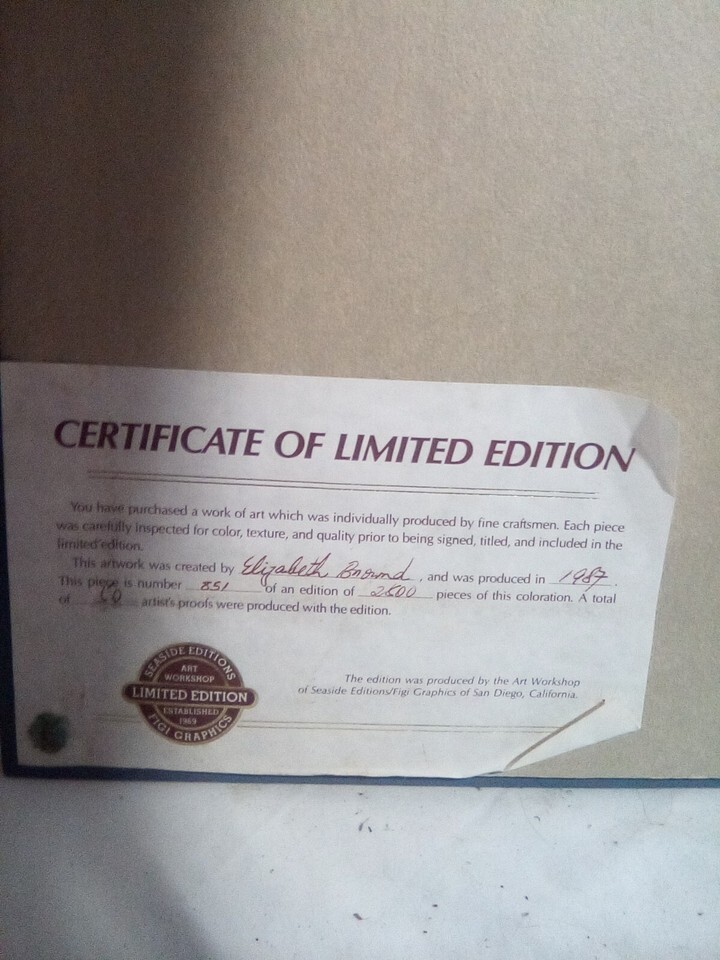 CERTIFICATE OF LIMITED EDITION
You have purchased a work of art which was individually produced by fine craftsmen. Each piece
was carefully inspected for color, texture, and quality prior to being signed, titled, and included in the
limited edition.
This artwork was created by Elizabeth , and was produced in 1987.
This piece is number 851 of an edition of 2500 pieces of this coloration. A total
of artist's proofs were produced with the edition.
SEASIDE EDITIONS
ART
WORKSHOP
LIMITED EDITION
ESTABLISHED
1969
FIGI GRAPHICS
The edition was produced by the Art Workshop
of Seaside Editions/Figi Graphics of San Diego, California.